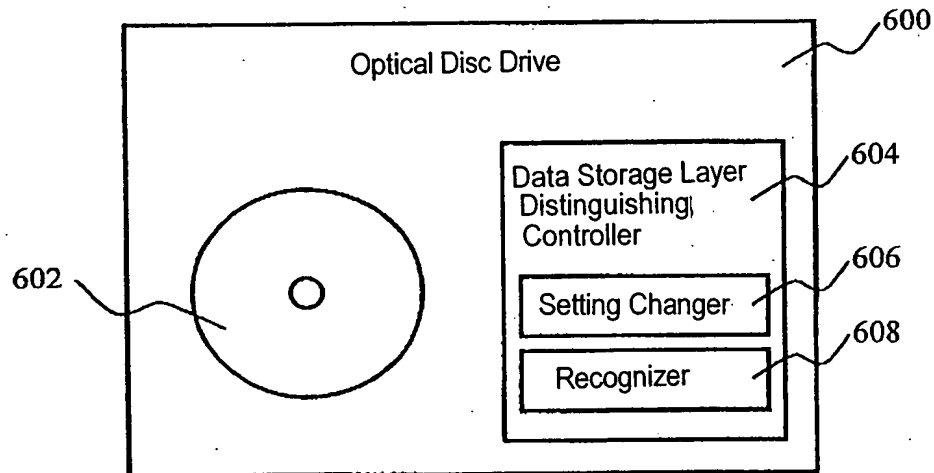 600
Optical Disc Drive
604
Data Storage Layer
Distinguishing
Controller
606
602
Setting Changer
608
Recognizer